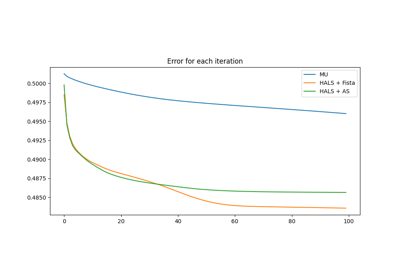 Error for each iteration
MU
HALS + Fista
HALS + AS
0.5000
0.4975
0.4950
0.4925
0.4900
0.4875
0.4850
0 20 40 60 80 100